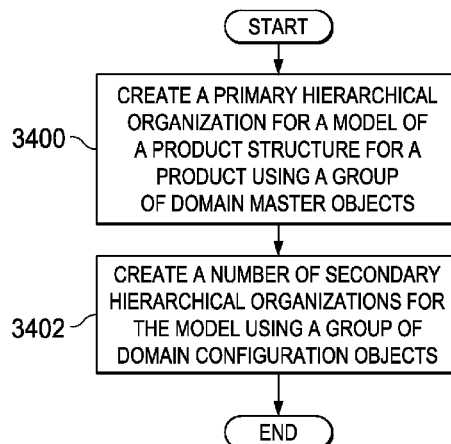 START
3400
CREATE A PRIMARY HIERARCHICAL
ORGANIZATION FOR A MODEL OF
A PRODUCT STRUCTURE FOR A
PRODUCT USING A GROUP
OF DOMAIN MASTER OBJECTS
3402
CREATE A NUMBER OF SECONDARY
HIERARCHICAL ORGANIZATIONS FOR
THE MODEL USING A GROUP OF
DOMAIN CONFIGURATION OBJECTS
END